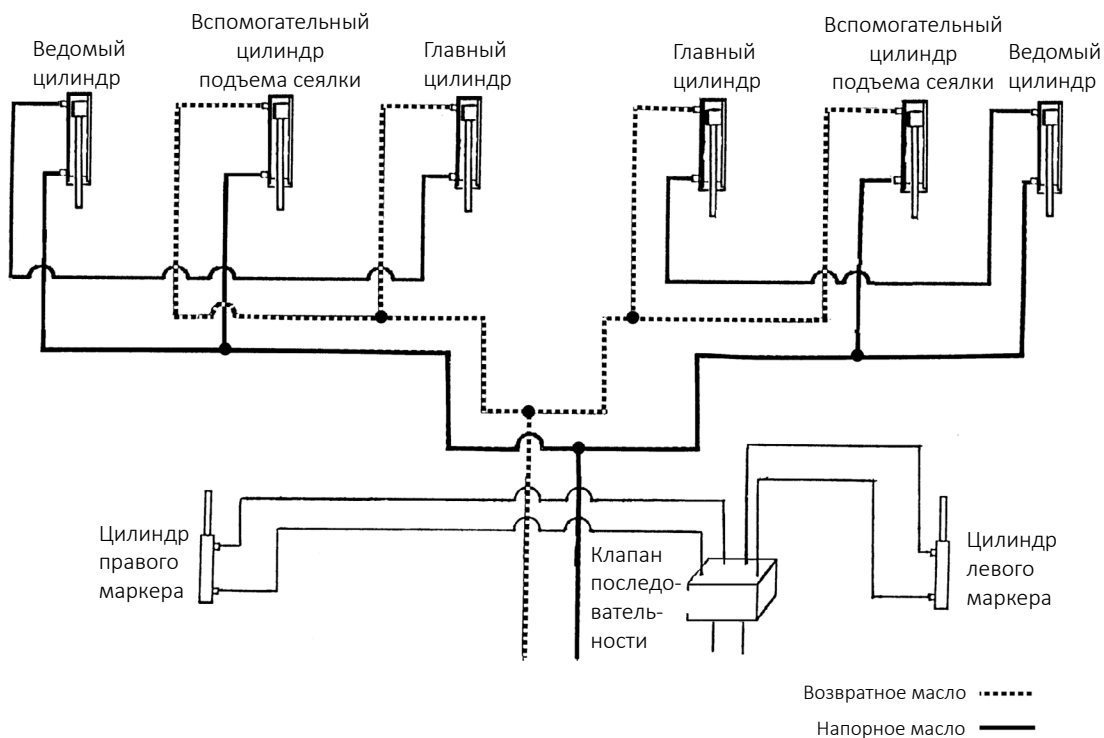 Ведомый
цилиндр
Вспомогательный
цилиндр
подъема сеялки
Главный
цилиндр
Главный
цилиндр
Вспомогательный
цилиндр
подъема сеялки
Ведомый
цилиндр
Цилиндр
правого
маркера
Клапан
последо-
ватель-
ности
Цилиндр
левого
маркера
Возвратное масло
Напорное масло